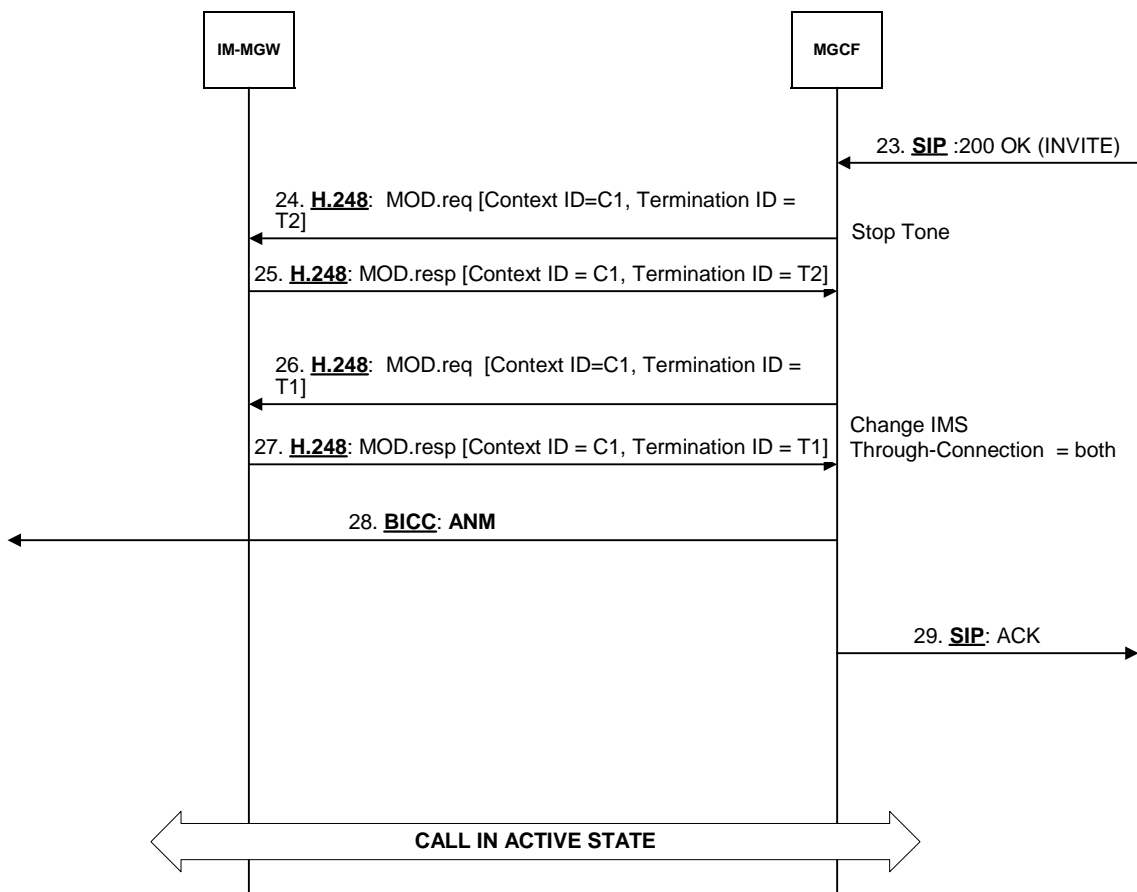 IM-MGW
MGCF
23. SIP :200 OK (INVITE)
24. H.248: MOD.req [Context ID=C1, Termination ID =
T2]
Stop Tone
25. H.248: MOD.resp [Context ID = C1, Termination ID = T2]
26. H.248: MOD.req [Context ID=C1, Termination ID =
T1]
Change IMS
Through-Connection = both
27. H.248: MOD.resp [Context ID = C1, Termination ID = T1]
28. BICC: ANM
29. SIP: ACK
CALL IN ACTIVE STATE